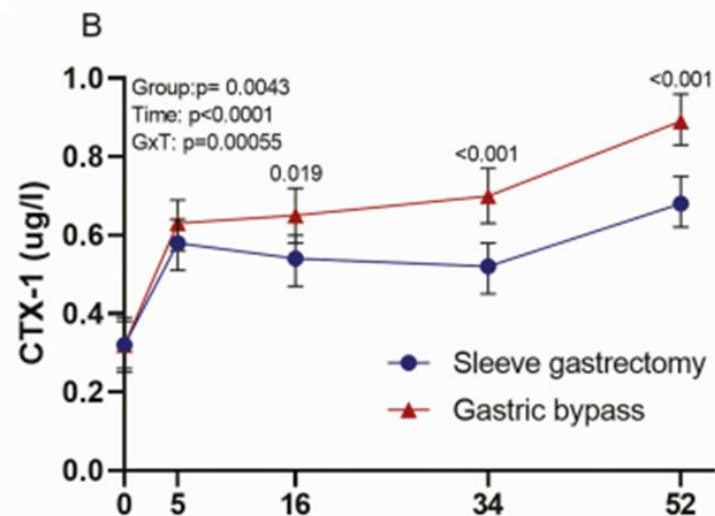 B
Group:p= 0.0043
Time: p<0.0001
GxT: p=0.00055
<0.001
<0.001
0.019
1.0
0.8
0.6
0.4
0.2
0.0
CTX-1 (ug/l)
Sleeve gastrectomy
Gastric bypass
0 5 16 34 52